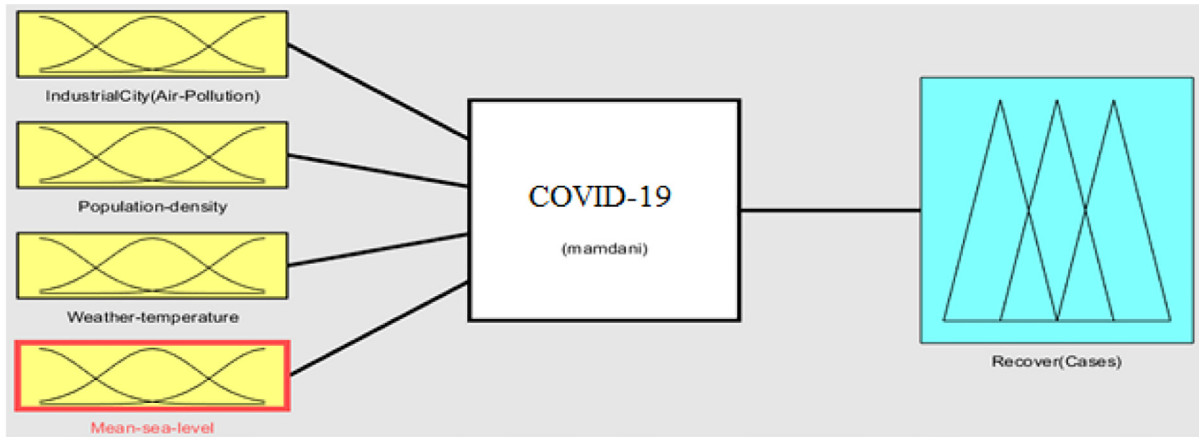 IndustrialCity(Air-Pollution)
Population-density
Weather-temperature
Mean-sea-level
COVID-19
(mamdani)
Recover(Cases)